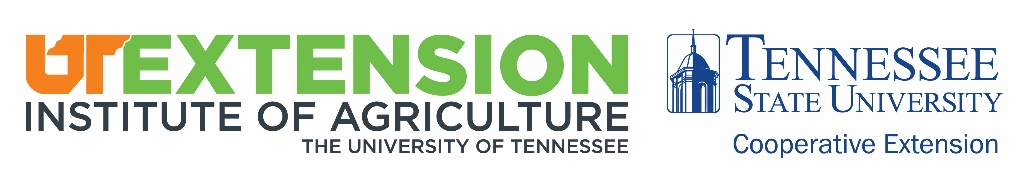 UTEXTENSION
INSTITUTE OF AGRICULTURE
THE UNIVERSITY OF TENNESSEE
TENNESSEE
STATE UNIVERSITY
Cooperative Extension